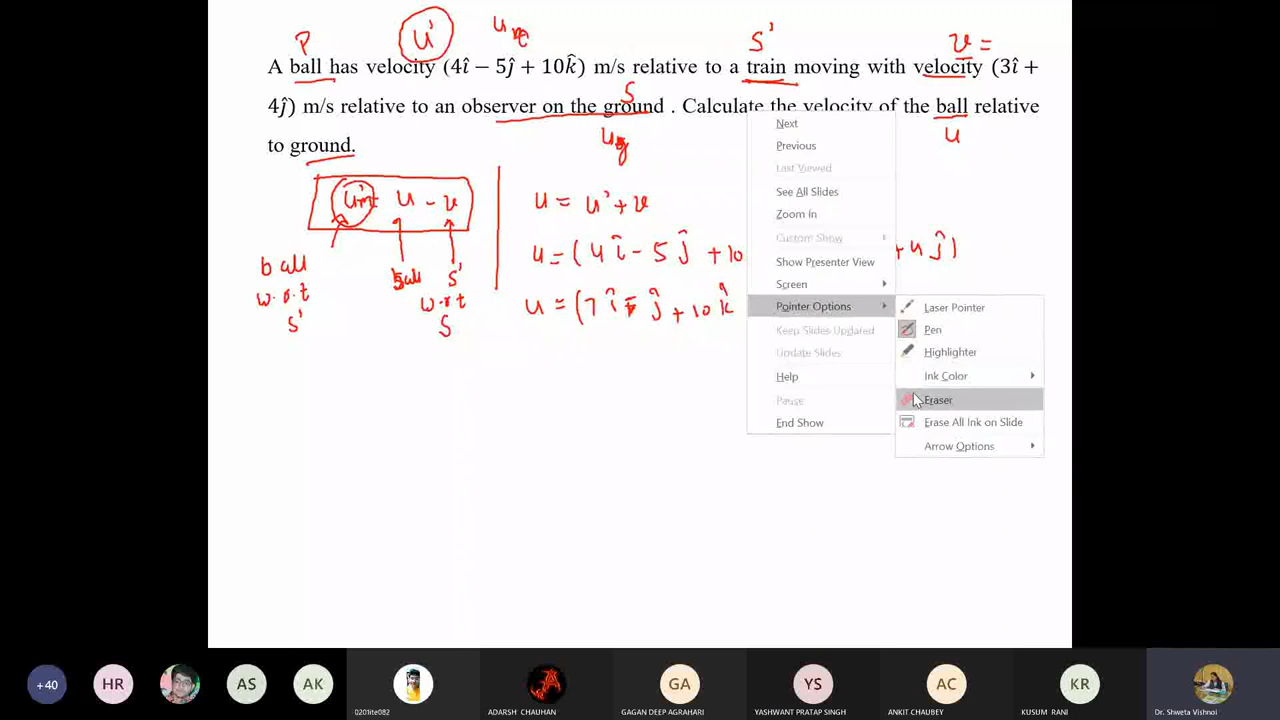 P u' S' v =
A ball has velocity (4î − 5ĵ + 10k̂) m/s relative to a train moving with velocity (3î +
S
4ĵ) m/s relative to an observer on the ground . Calculate the velocity of the ball relative
u
to ground.
u - v
u = u' + v
ball w.r.t S'
ball
S' w.r.t S
u = (4î − 5ĵ + 10 + 4ĵ)
u = (7î − ĵ + 10k̂
Next
Previous
Last Viewed
See All Slides
Zoom In
Custom Show
Show Presenter View
Screen
Pointer Options
Keep Slides Updated
Update Slides
Help
Pause
End Show
Laser Pointer
Pen
Highlighter
Ink Color
Eraser
Erase All Ink on Slide
Arrow Options
+40
HR
AS
AK
GA
YS
AC
KR
0201ite082
ADARSH CHAUHAN
GAGAN DEEP AGRAHARI
YASHWANT PRATAP SINGH
ANKIT CHAUBEY
KUSUM RANI
Dr. Shweta Vishnoi